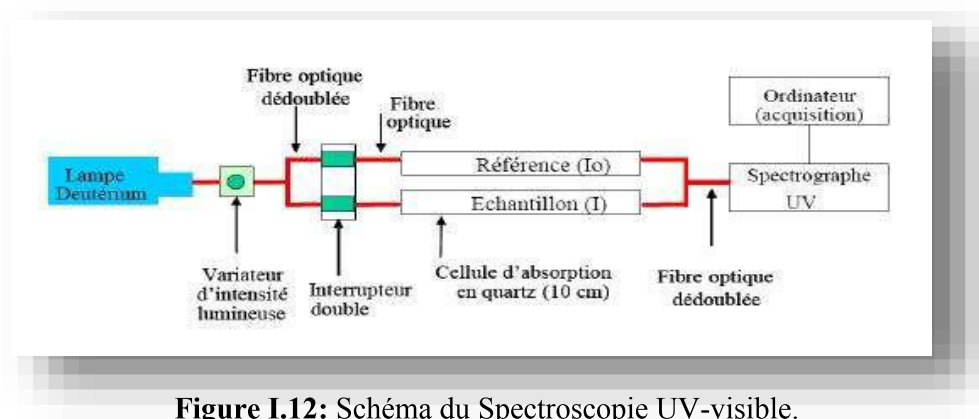 Fibre optique
dédoublée
Fibre
optique
Ordinateur
(acquisition)
Lampe
Deutérium
Référence (Io)
Echantillon (I)
Spectrographe
UV
Variateur
d'intensité
lumineuse
Interrupteur
double
Cellule d'absorption
en quartz (10 cm)
Fibre optique
dédoublée
Figure I.12: Schéma du Spectroscopie UV-visible.